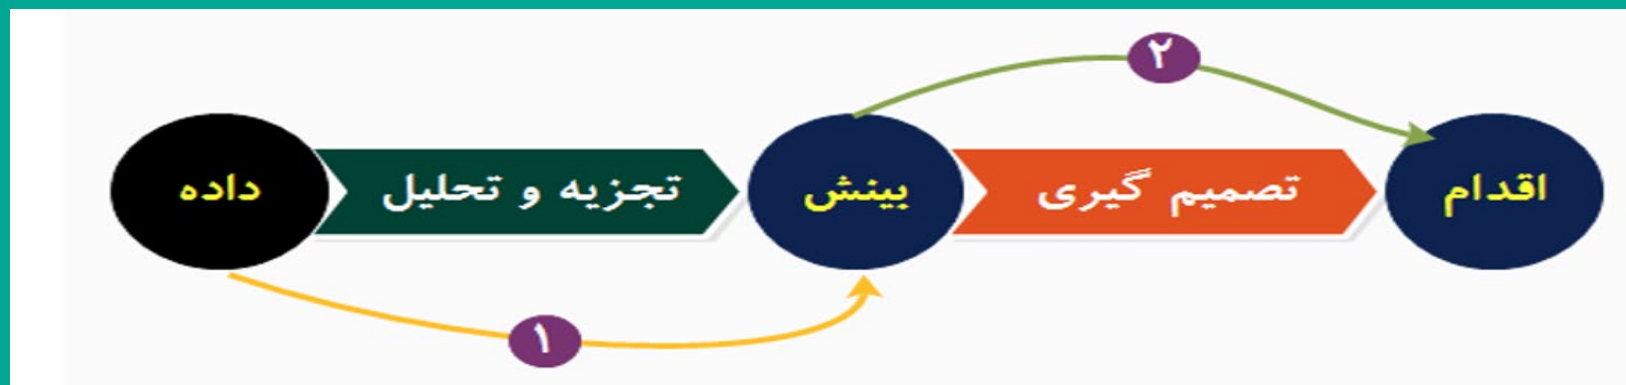 ۲
داده
تجزیه و تحلیل
بینش
تصمیم گیری
اقدام
۱